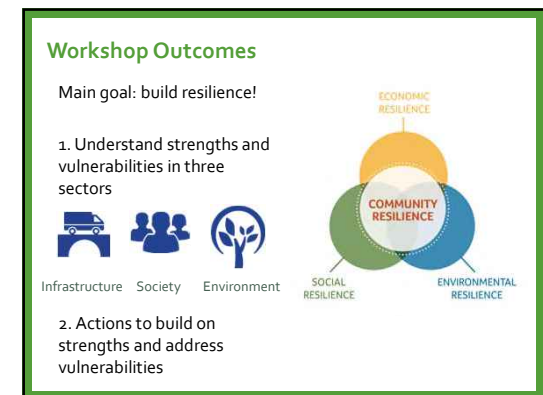 Workshop Outcomes
Main goal: build resilience!
1. Understand strengths and
vulnerabilities in three
sectors
Infrastructure Society Environment
2. Actions to build on
strengths and address
vulnerabilities
ECONOMIC
RESILIENCE
COMMUNITY
RESILIENCE
SOCIAL
RESILIENCE
ENVIRONMENTAL
RESILIENCE